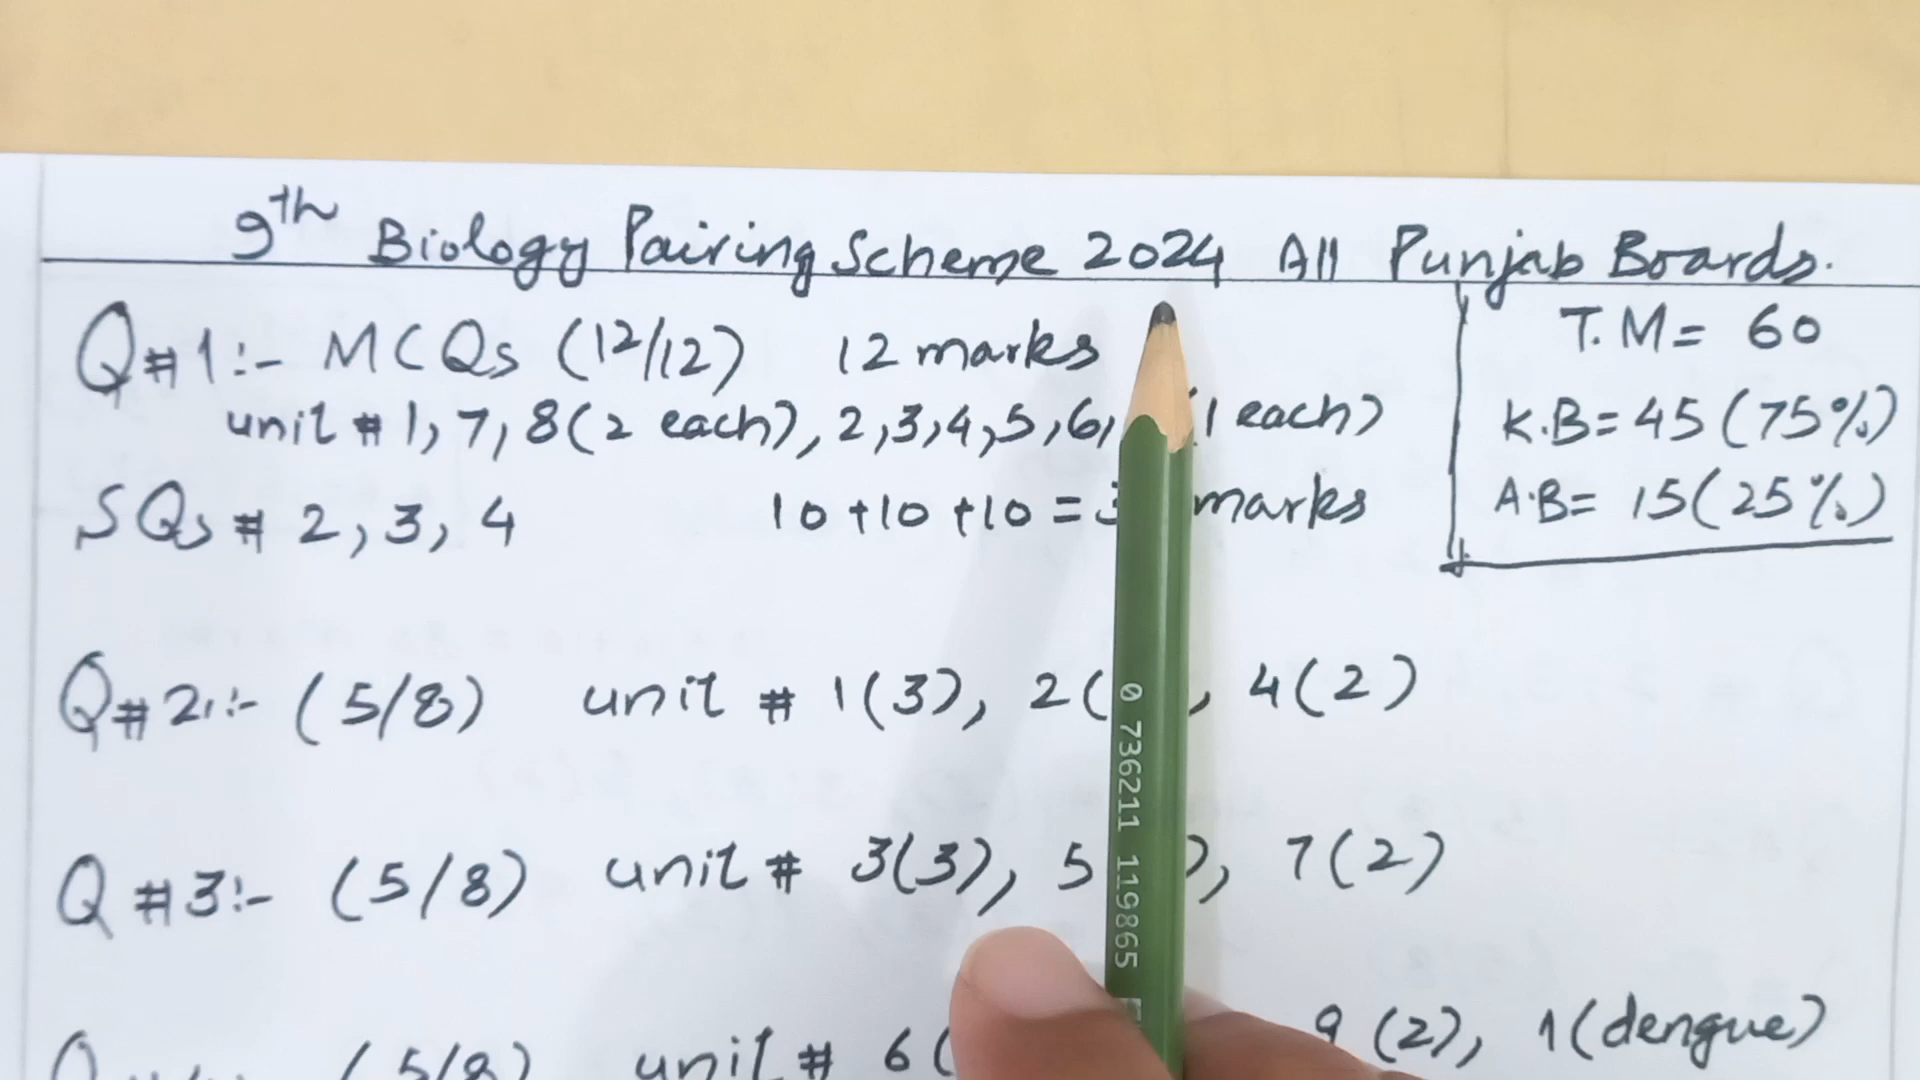 9th Biology Pairing Scheme 2024 All Punjab Boards.
Q#1:- MCQs (12/12) 12 marks
unit # 1, 7, 8 (2 each), 2, 3, 4, 5, 6, 1 each)
SQs # 2, 3, 4 10+10+10= marks
T.M= 60
K.B= 45 (75%)
A.B= 15 (25%)
Q#2:- (5/8) unit # 1(3), 2( ), 4(2)
Q#3:- (5/8) unit # 3(3), 5 ), 7(2)
(5/8) unit # 6( 9 (2), 1 (dengue)
0 736211 119865